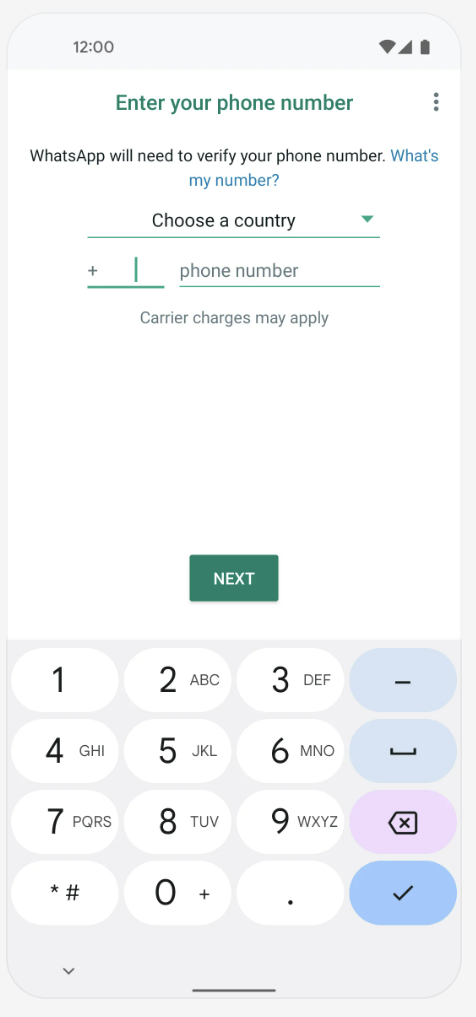 12:00
Enter your phone number
WhatsApp will need to verify your phone number. What's
my number?
Choose a country
+ phone number
Carrier charges may apply
NEXT
1 2 ABC 3 DEF –
4 GHI 5 JKL 6 MNO
7 PQRS 8 TUV 9 WXYZ
* # 0 + .